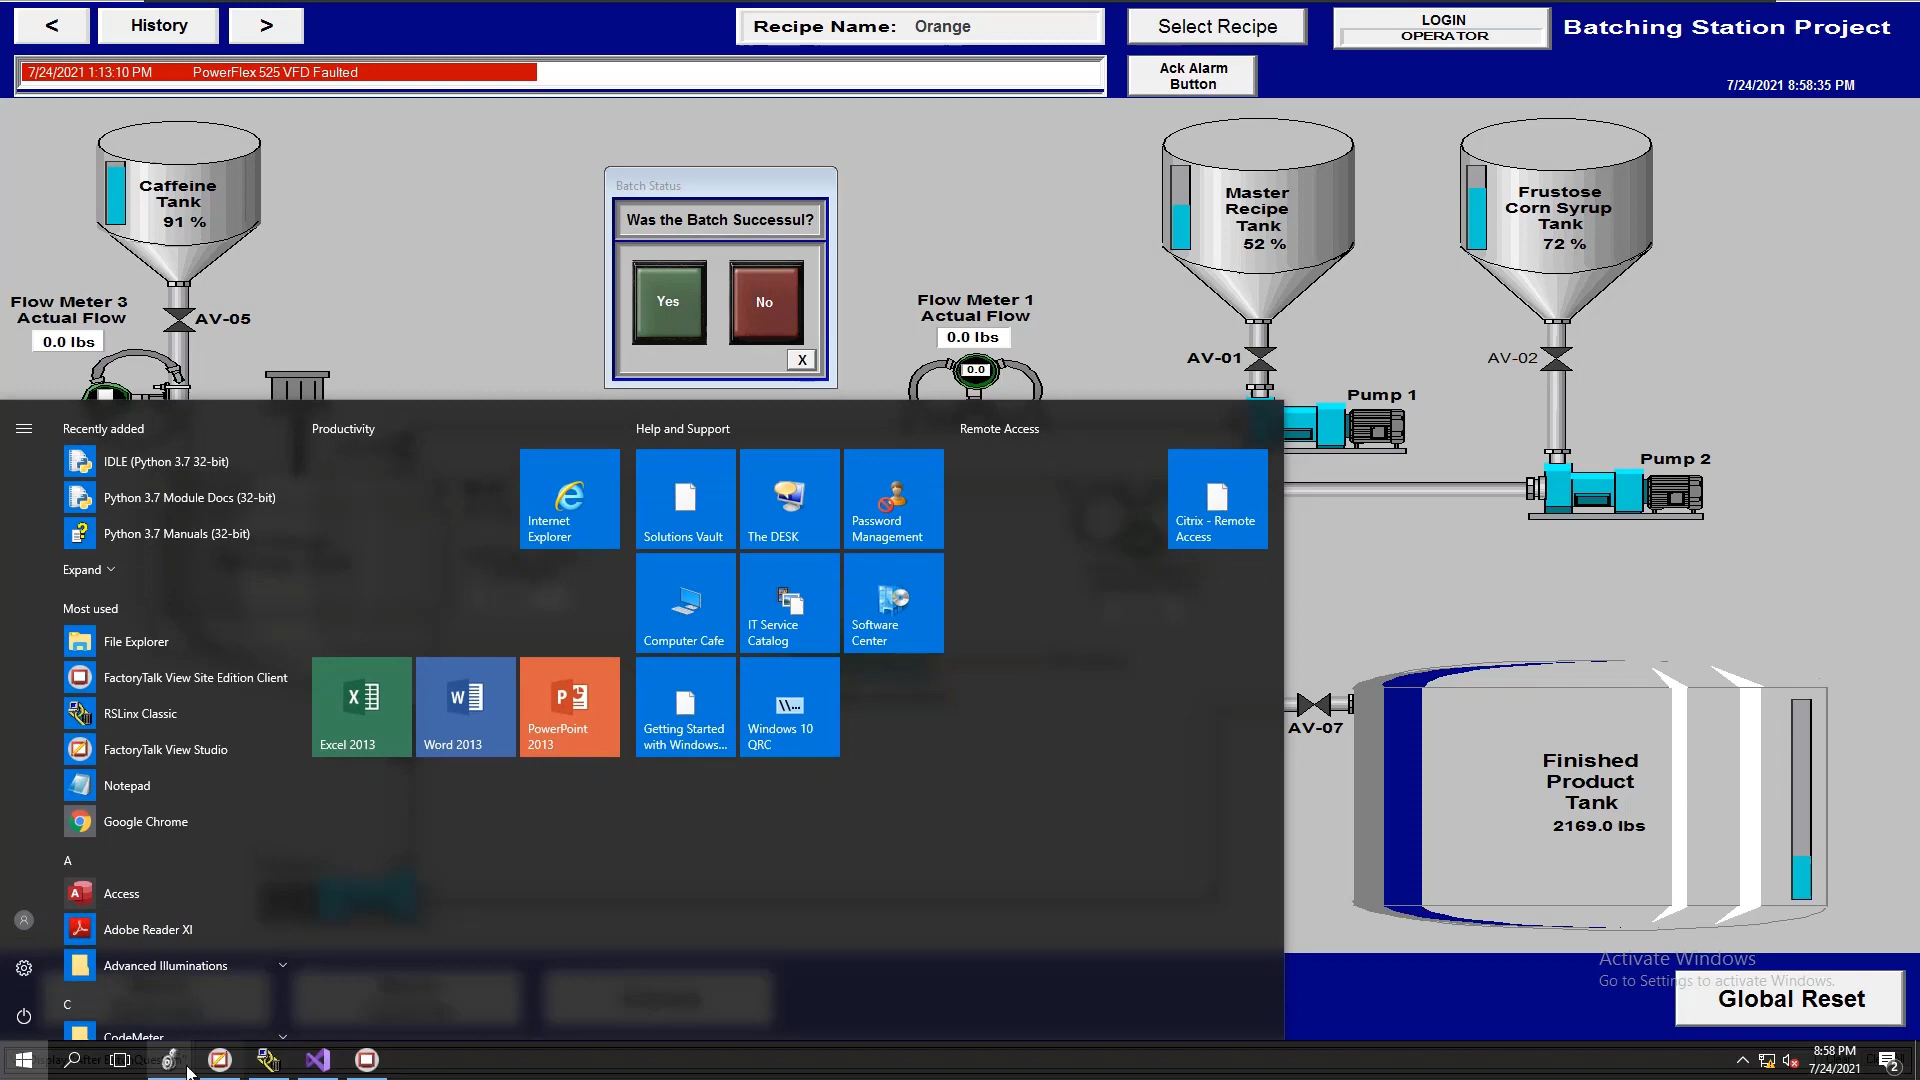 <
History
>
Recipe Name: Orange
Select Recipe
LOGIN
OPERATOR
Batching Station Project
7/24/2021 1:13:10 PM PowerFlex 525 VFD Faulted
Ack Alarm
Button
7/24/2021 8:58:35 PM
Caffeine
Tank
91 %
Flow Meter 3
Actual Flow
0.0 lbs
AV-05
Batch Status
Was the Batch Successul?
Yes
No
X
Flow Meter 1
Actual Flow
0.0 lbs
0.0
Master
Recipe
Tank
52 %
AV-01
Pump 1
Frustose
Corn Syrup
Tank
72 %
AV-02
Pump 2
AV-07
Finished
Product
Tank
2169.0 lbs
Recently added
IDLE (Python 3.7 32-bit)
Python 3.7 Module Docs (32-bit)
Python 3.7 Manuals (32-bit)
Expand
Most used
File Explorer
FactoryTalk View Site Edition Client
RSLinx Classic
FactoryTalk View Studio
Notepad
Google Chrome
A
Access
Adobe Reader XI
Advanced Illuminations
C
CodeMeter
Productivity
Internet
Explorer
Excel 2013
Word 2013
PowerPoint
2013
Help and Support
Solutions Vault
The DESK
Password
Management
Computer Cafe
IT Service
Catalog
Software
Center
Getting Started
with Windows...
Windows 10
QRC
Remote Access
Citrix - Remote
Access
Activate Windows
Go to Settings to activate Windows.
Global Reset
8:58 PM
7/24/2021
2